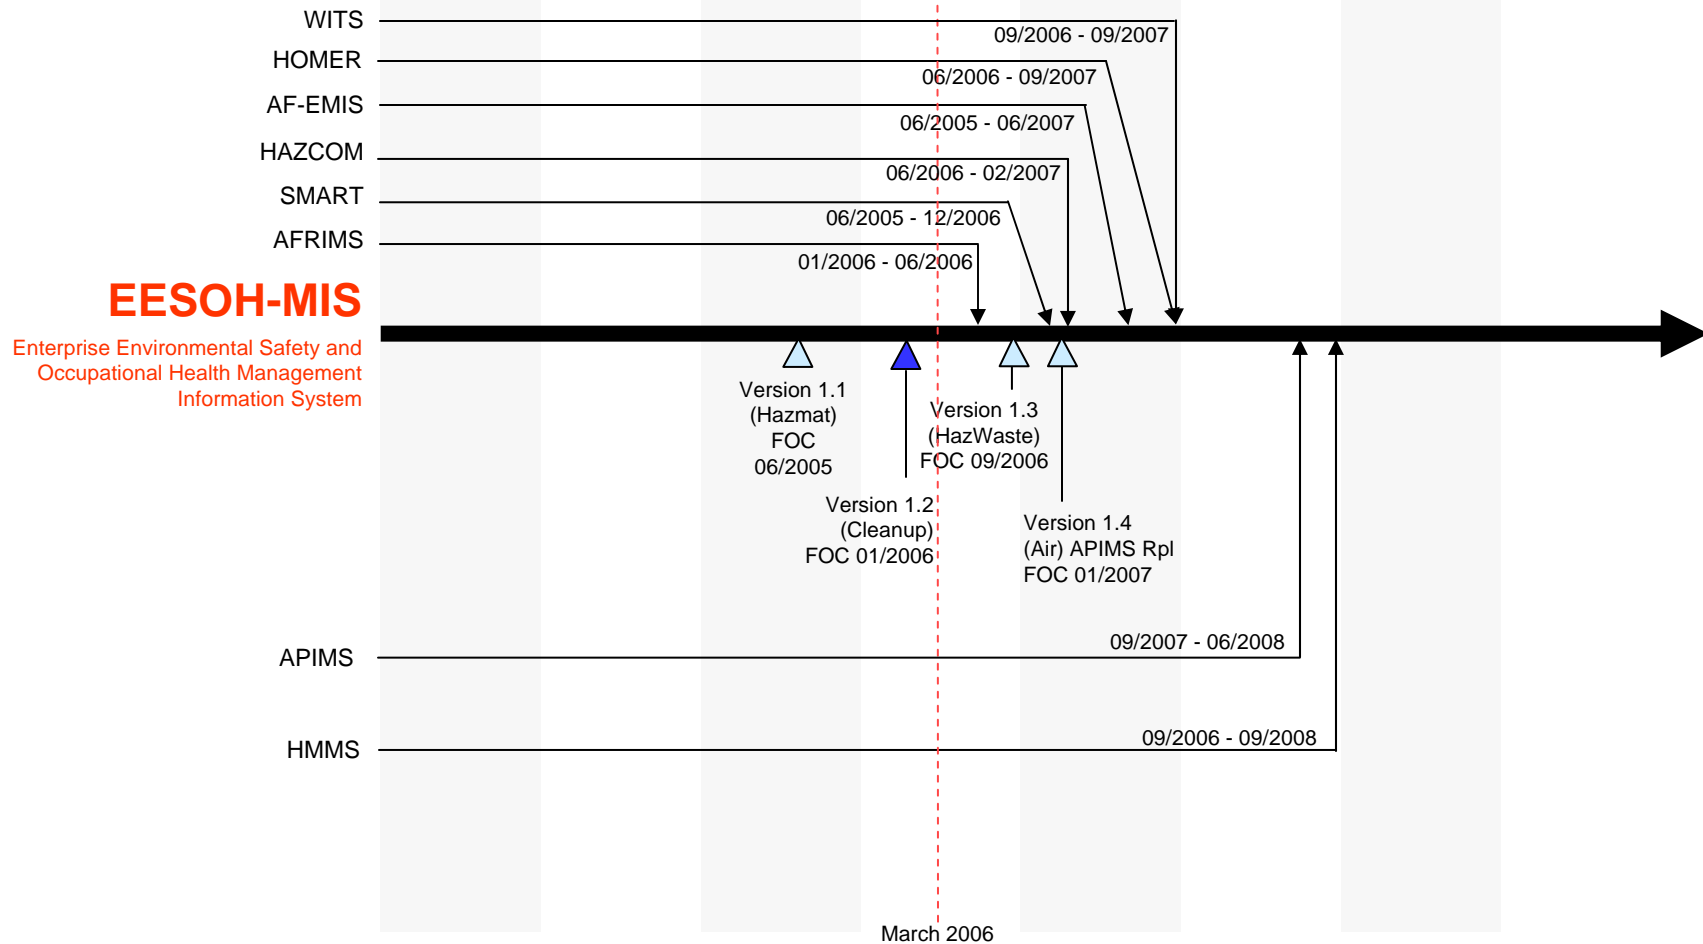 WITS
09/2006 - 09/2007
HOMER
06/2006 - 09/2007
AF-EMIS
06/2005 - 06/2007
HAZCOM
06/2006 - 02/2007
SMART
06/2005 - 12/2006
AFRIMS
01/2006 - 06/2006
EESOH-MIS
Enterprise Environmental Safety and
Occupational Health Management
Information System
Version 1.1
(Hazmat)
FOC
06/2005
Version 1.2
(Cleanup)
FOC 01/2006
Version 1.3
(HazWaste)
FOC 09/2006
Version 1.4
(Air) APIMS Rpl
FOC 01/2007
APIMS
09/2007 - 06/2008
HMMS
09/2006 - 09/2008
March 2006